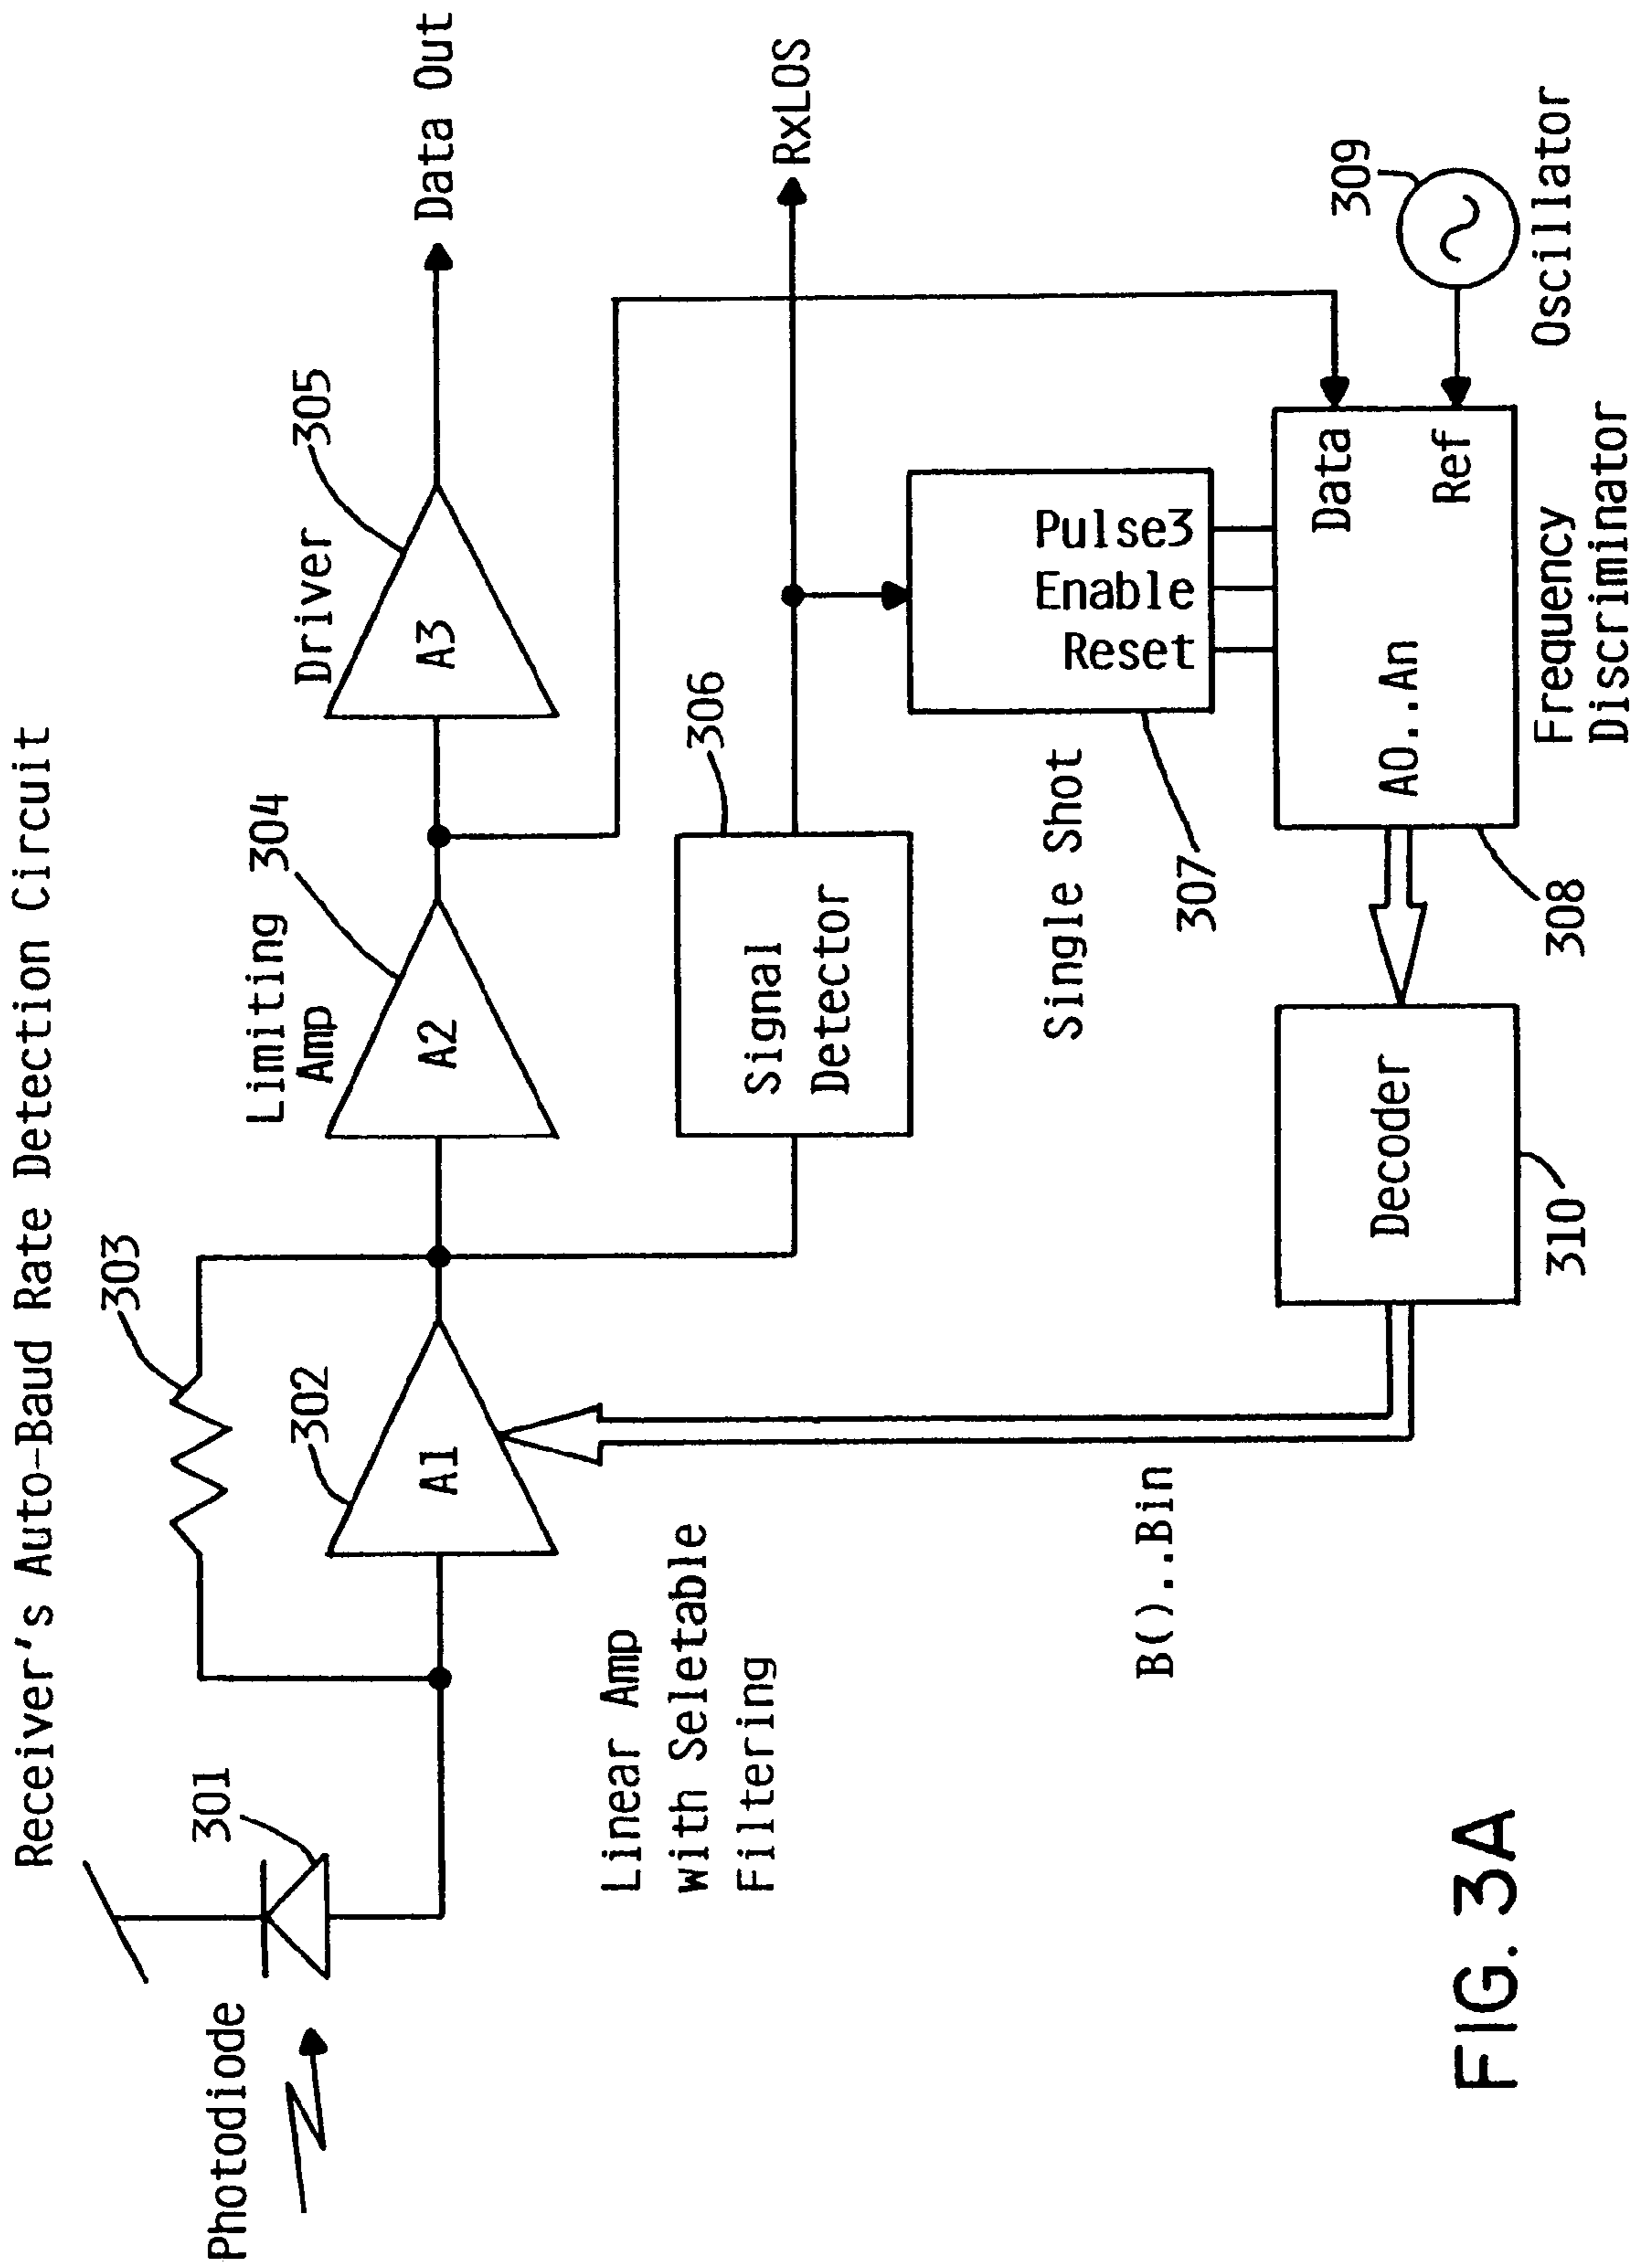 Receiver's Auto-Baud Rate Detection Circuit
Photodiode
301
303
302
A1
Linear Amp
with Seletable
Filtering
Limiting
Amp
304
A2
Driver
305
A3
Data Out
306
Signal
Detector
RxLOS
Single Shot
307
Pulse3
Enable
Reset
Data
Ref
A0..An
308
Frequency
Discriminator
309
Oscillator
Decoder
310
B()..Bin
FIG. 3A